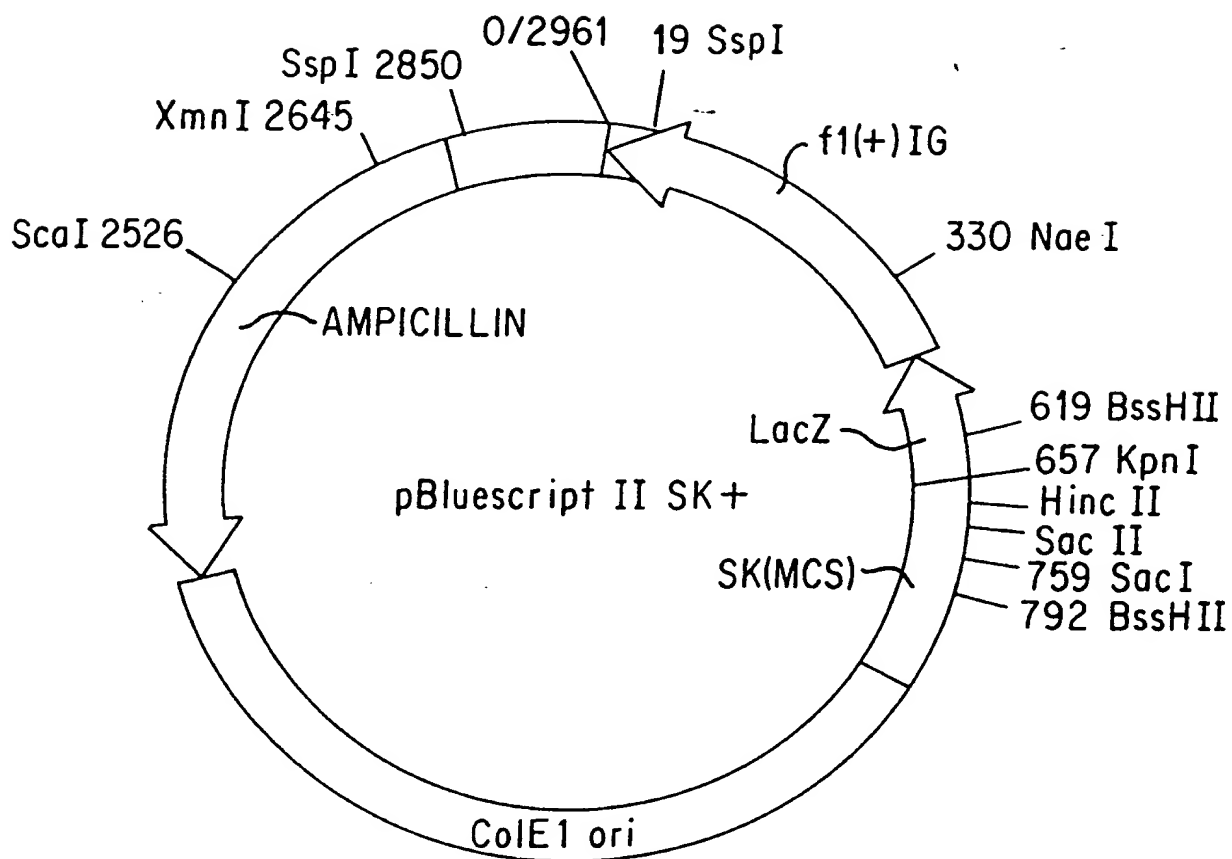 0/2961
19 SspI
SspI 2850
XmnI 2645
f1(+)IG
ScaI 2526
330 Nae I
AMPICILLIN
LacZ
619 BssHII
657 KpnI
pBluescript II SK+
Hinc II
Sac II
SK(MCS)
759 SacI
792 BssHII
ColE1 ori